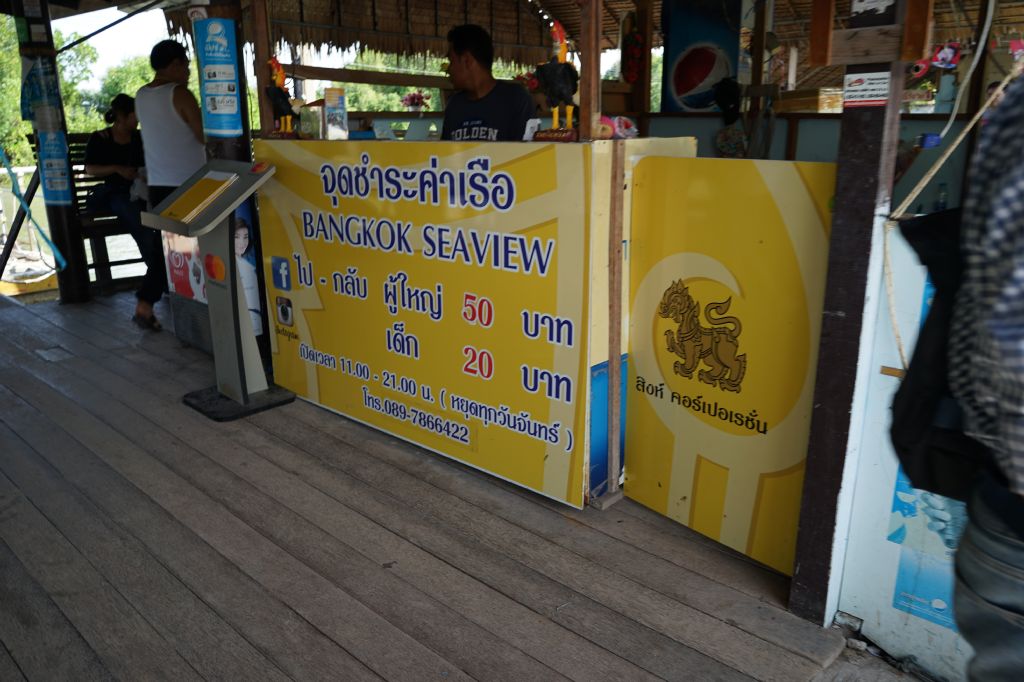 จุดชำระค่าเรือ
BANGKOK SEAVIEW
ไป - กลับ ผู้ใหญ่ 50 บาท
เด็ก 20 บาท
เปิดเวลา 11.00 - 21.00 น. ( หยุดทุกวันจันทร์ )
โทร.089-7866422
สิงห์ คอร์เปอเรชั่น
GOLDEN